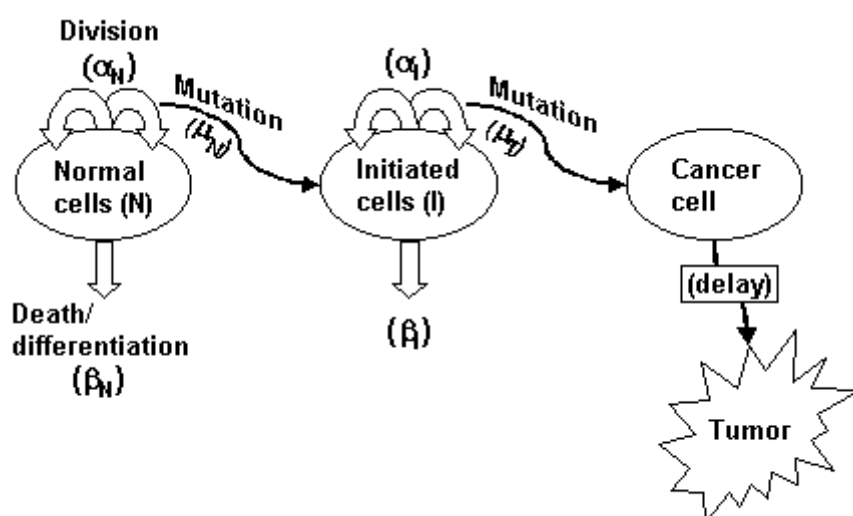 Division
(αN)
Mutation
(μN)
Normal
cells (N)
Death/
differentiation
(βN)
(αI)
Mutation
(μI)
Initiated
cells (I)
(βI)
Cancer
cell
(delay)
Tumor